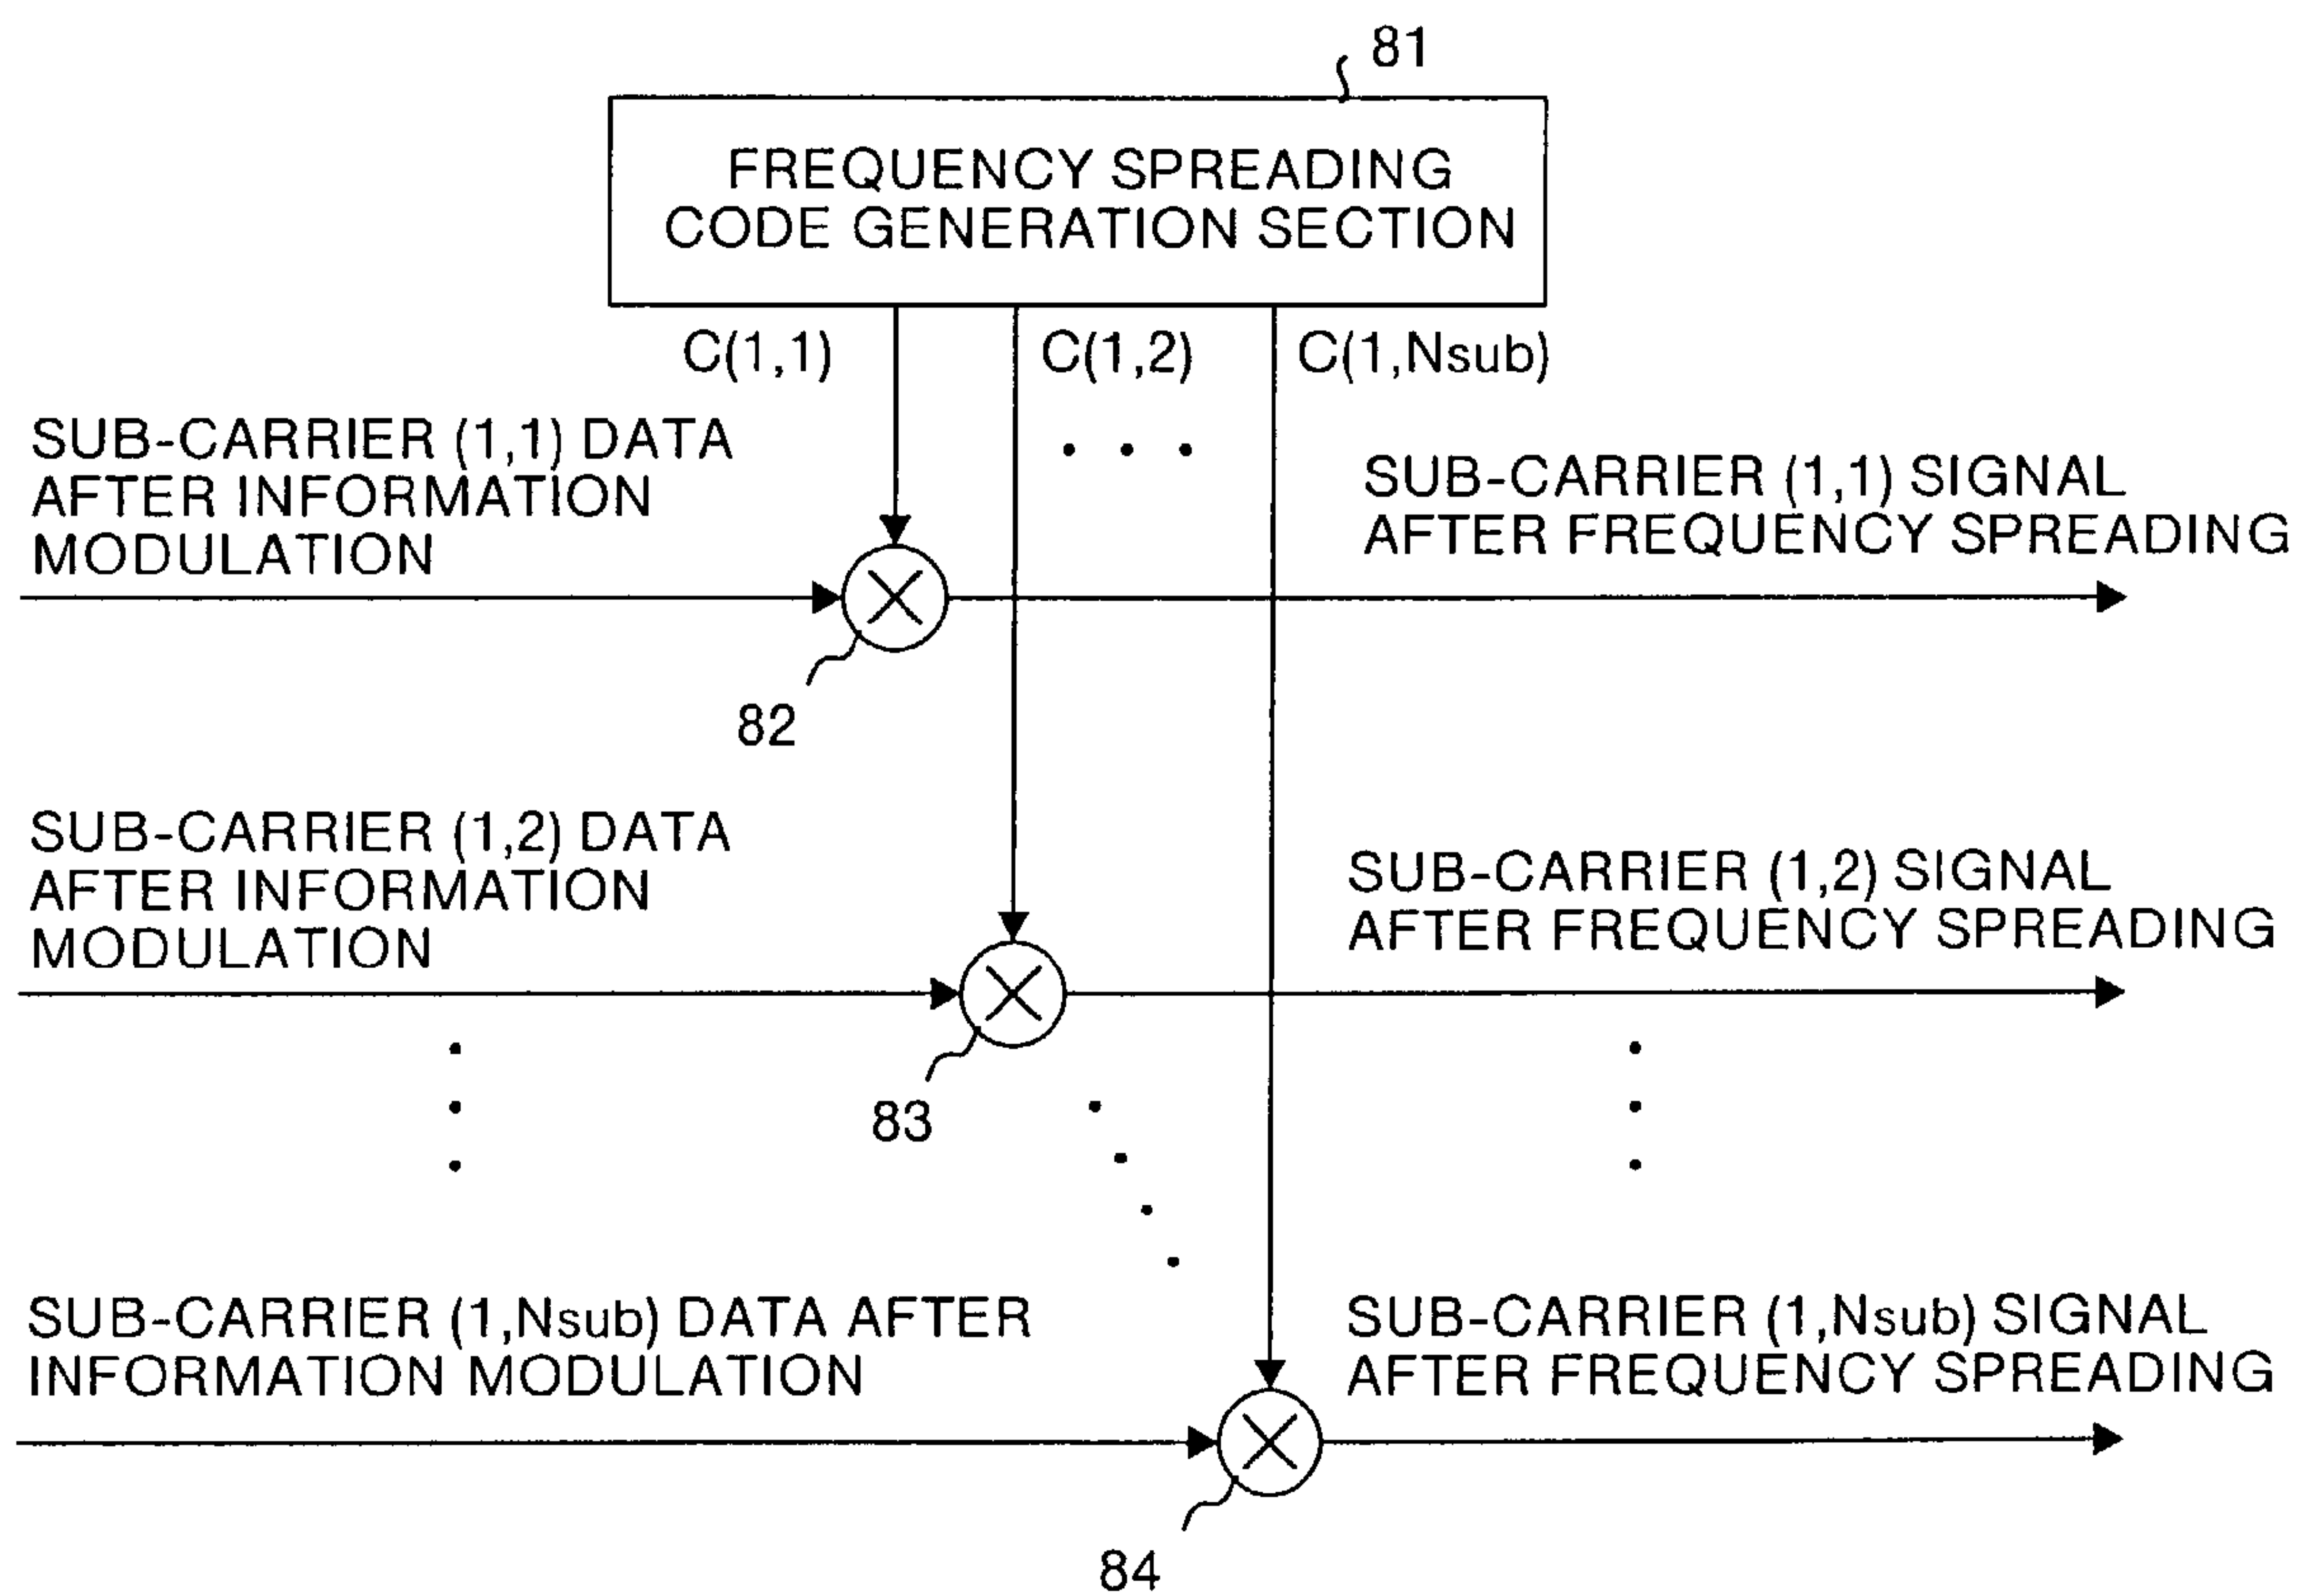 81
FREQUENCY SPREADING
CODE GENERATION SECTION
C(1,1)
C(1,2)
C(1,Nsub)
SUB-CARRIER (1,1) DATA
AFTER INFORMATION
MODULATION
SUB-CARRIER (1,1) SIGNAL
AFTER FREQUENCY SPREADING
82
SUB-CARRIER (1,2) DATA
AFTER INFORMATION
MODULATION
SUB-CARRIER (1,2) SIGNAL
AFTER FREQUENCY SPREADING
83
SUB-CARRIER (1,Nsub) DATA AFTER
INFORMATION MODULATION
SUB-CARRIER (1,Nsub) SIGNAL
AFTER FREQUENCY SPREADING
84